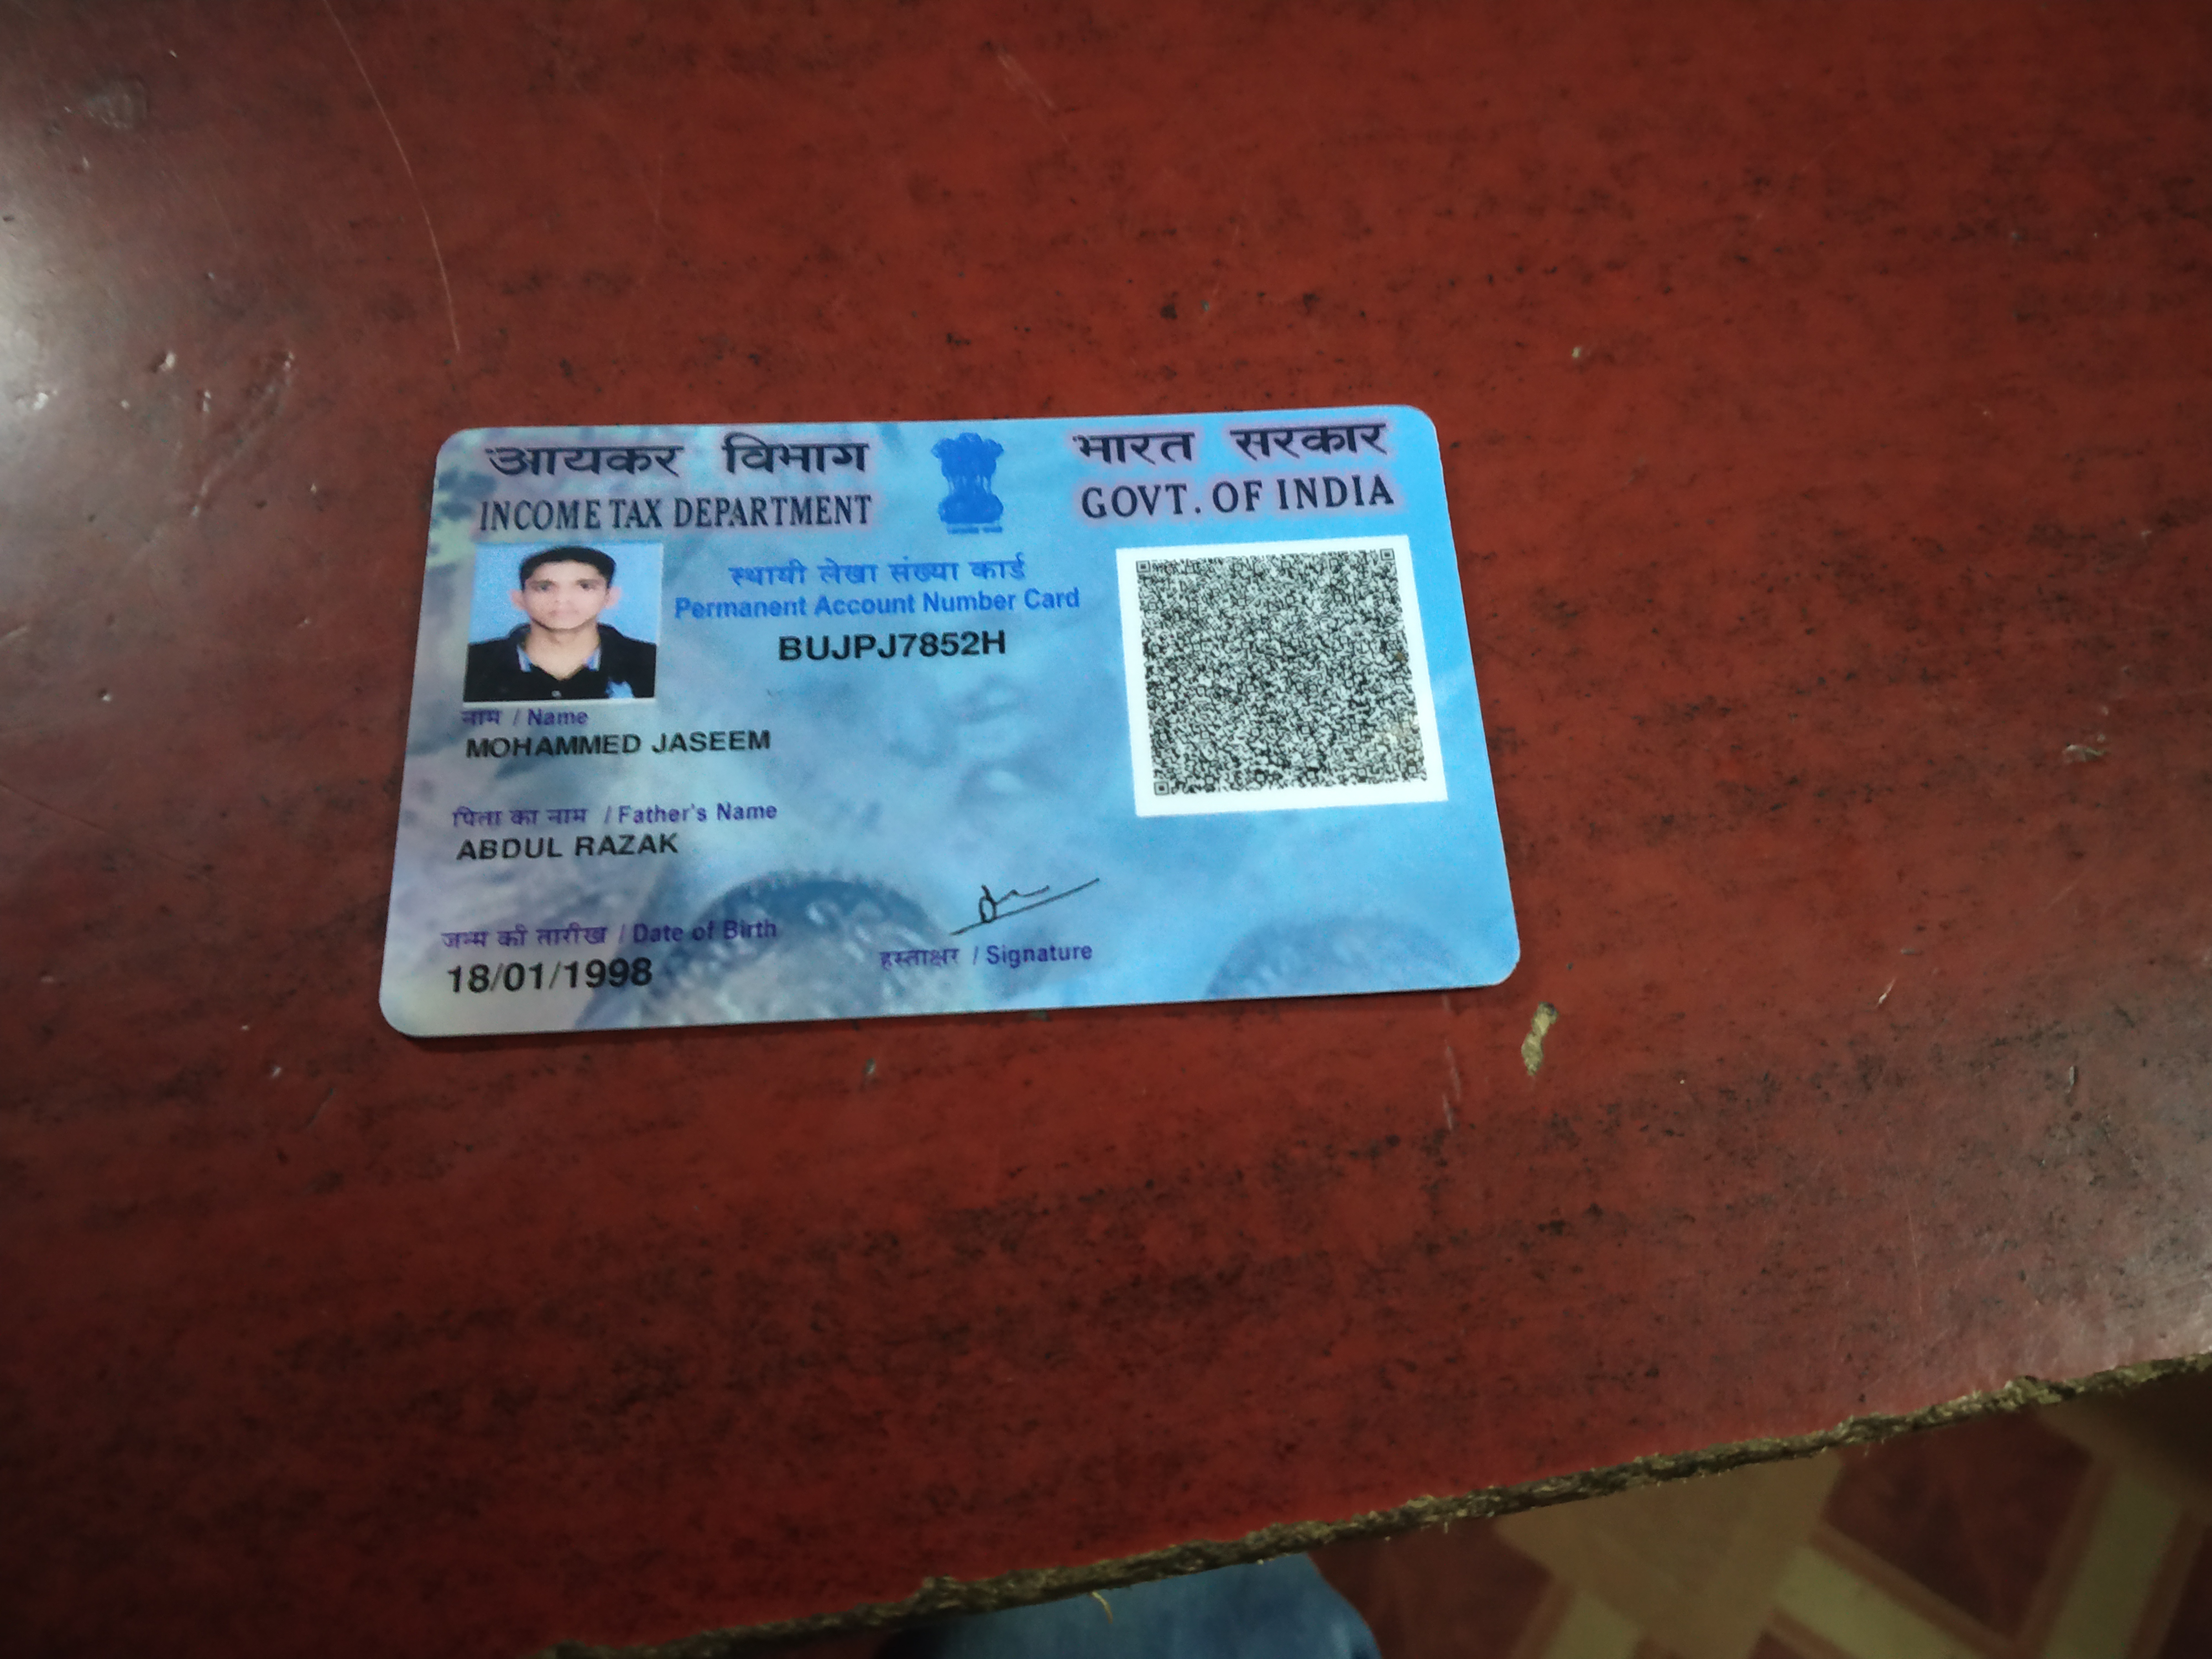 आयकर विभाग
INCOME TAX DEPARTMENT
भारत सरकार
GOVT. OF INDIA
स्थायी लेखा संख्या कार्ड
Permanent Account Number Card
BUJPJ7852H
नाम / Name
MOHAMMED JASEEM
पिता का नाम / Father's Name
ABDUL RAZAK
जन्म की तारीख / Date of Birth
18/01/1998
हस्ताक्षर / Signature